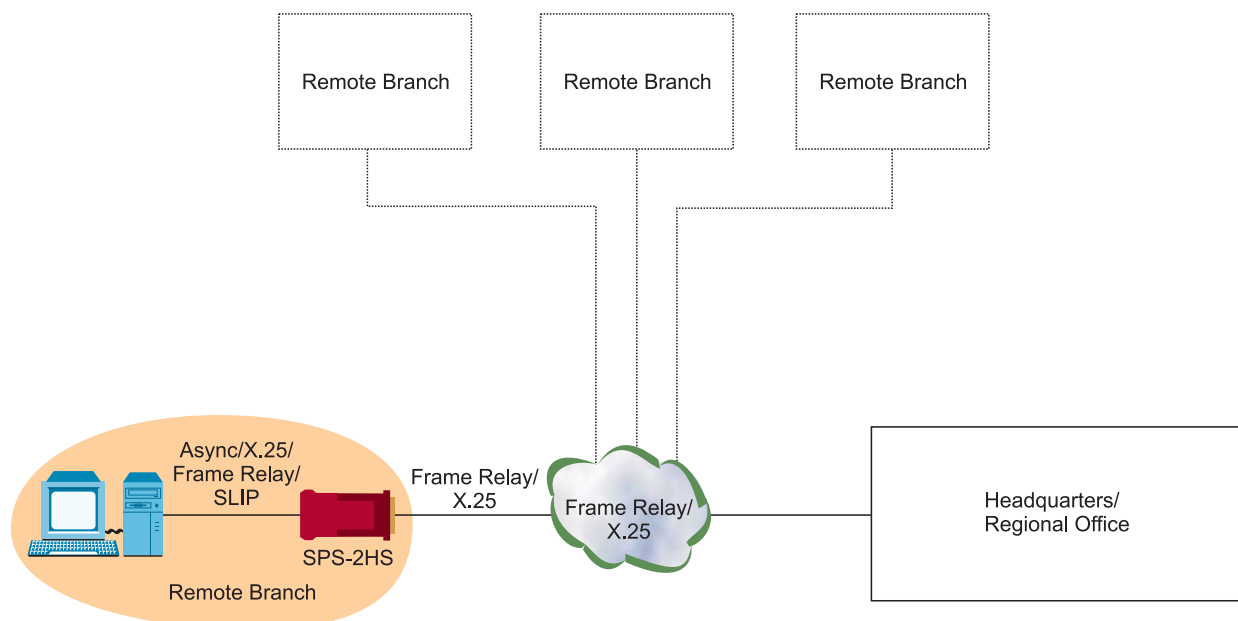 Remote Branch
Remote Branch
Remote Branch
Async/X.25/
Frame Relay/
SLIP
SPS-2HS
Remote Branch
Frame Relay/
X.25
Frame Relay/
X.25
Headquarters/
Regional Office